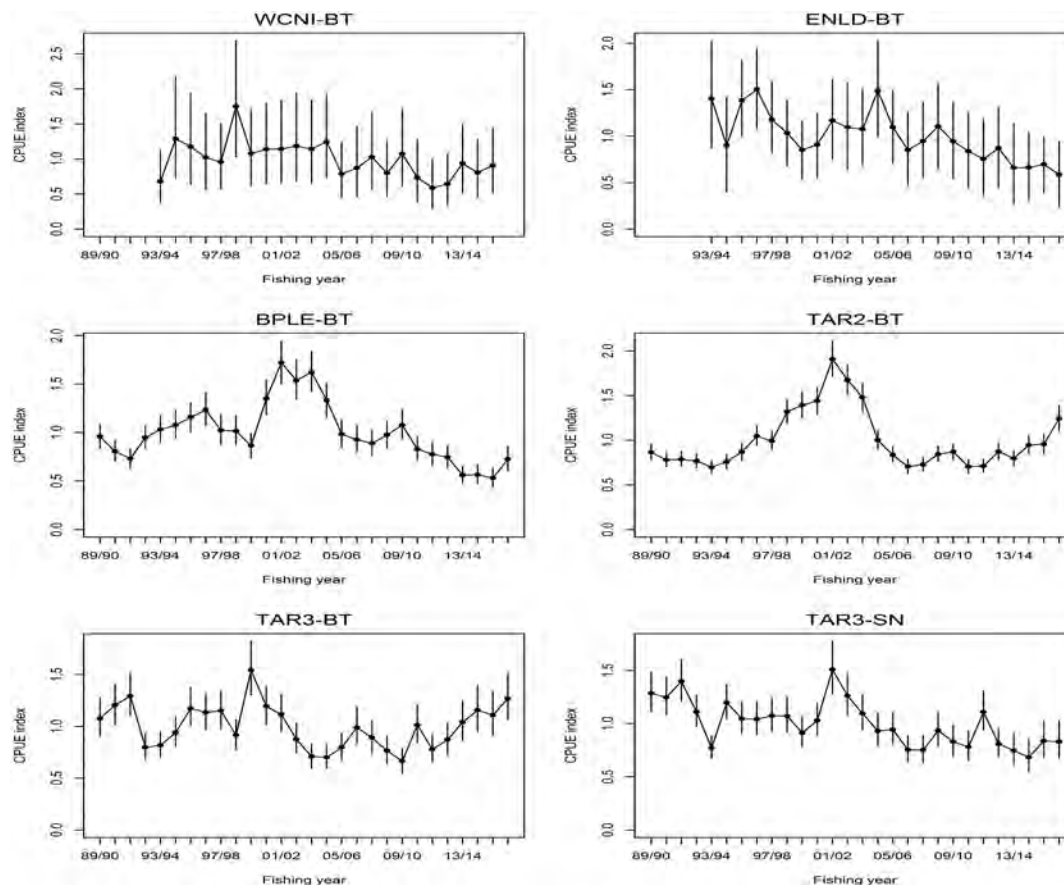 WCNI-BT
CPUE index
0.0 0.5 1.0 1.5 2.0 2.5
89/90 93/94 97/98 01/02 05/06 09/10 13/14
Fishing year
ENLD-BT
CPUE index
0.0 0.5 1.0 1.5 2.0
93/94 97/98 01/02 05/06 09/10 13/14
Fishing year
BPLE-BT
CPUE index
0.0 0.5 1.0 1.5 2.0
89/90 93/94 97/98 01/02 05/06 09/10 13/14
Fishing year
TAR2-BT
CPUE index
0.0 0.5 1.0 1.5 2.0
89/90 93/94 97/98 01/02 05/06 09/10 13/14
Fishing year
TAR3-BT
CPUE index
0.0 0.5 1.0 1.5
89/90 93/94 97/98 01/02 05/06 09/10 13/14
Fishing year
TAR3-SN
CPUE index
0.0 0.5 1.0 1.5
89/90 93/94 97/98 01/02 05/06 09/10 13/14
Fishing year